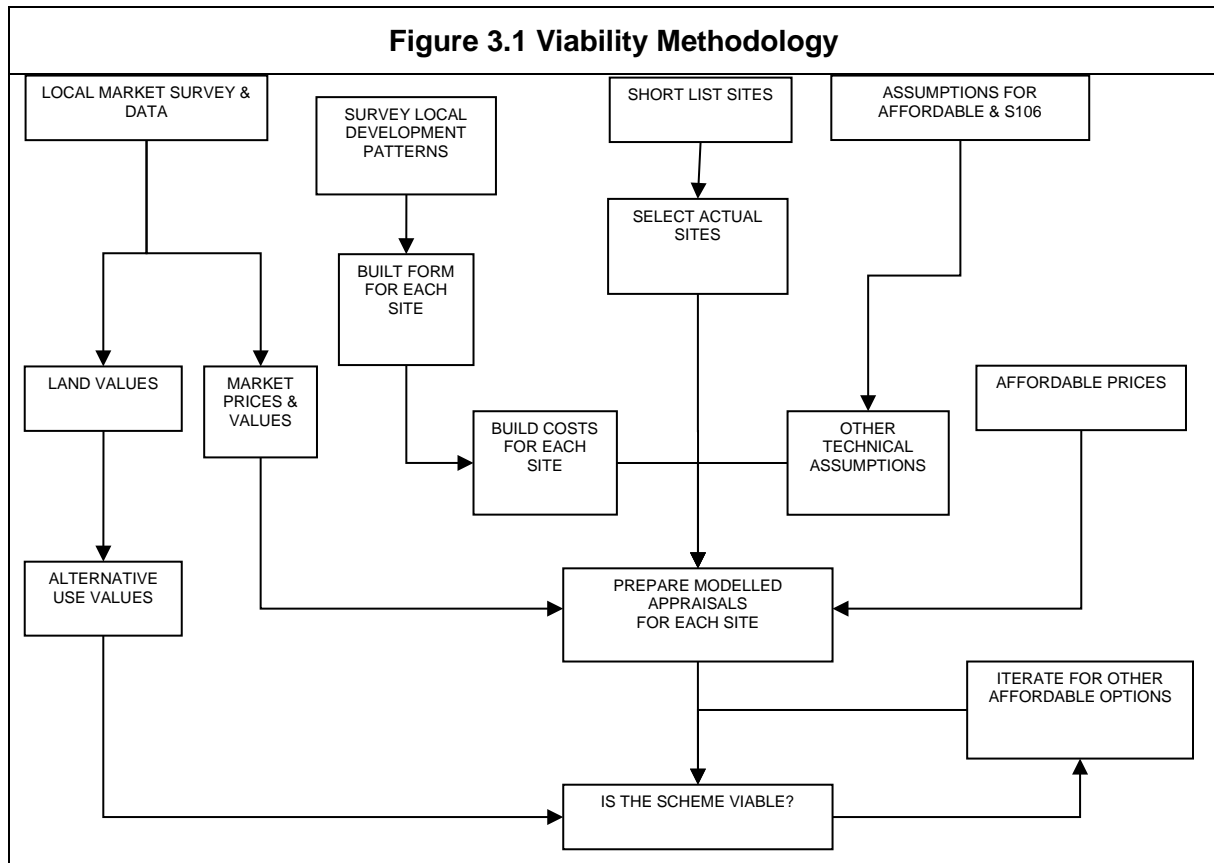 Figure 3.1 Viability Methodology
LOCAL MARKET SURVEY &
DATA
SURVEY LOCAL
DEVELOPMENT
PATTERNS
SHORT LIST SITES
ASSUMPTIONS FOR
AFFORDABLE & S106
SELECT ACTUAL
SITES
BUILT FORM
FOR EACH
SITE
LAND VALUES
MARKET
PRICES &
VALUES
BUILD COSTS
FOR EACH
SITE
OTHER
TECHNICAL
ASSUMPTIONS
AFFORDABLE PRICES
ALTERNATIVE
USE VALUES
PREPARE MODELLED
APPRAISALS
FOR EACH SITE
ITERATE FOR OTHER
AFFORDABLE OPTIONS
IS THE SCHEME VIABLE?